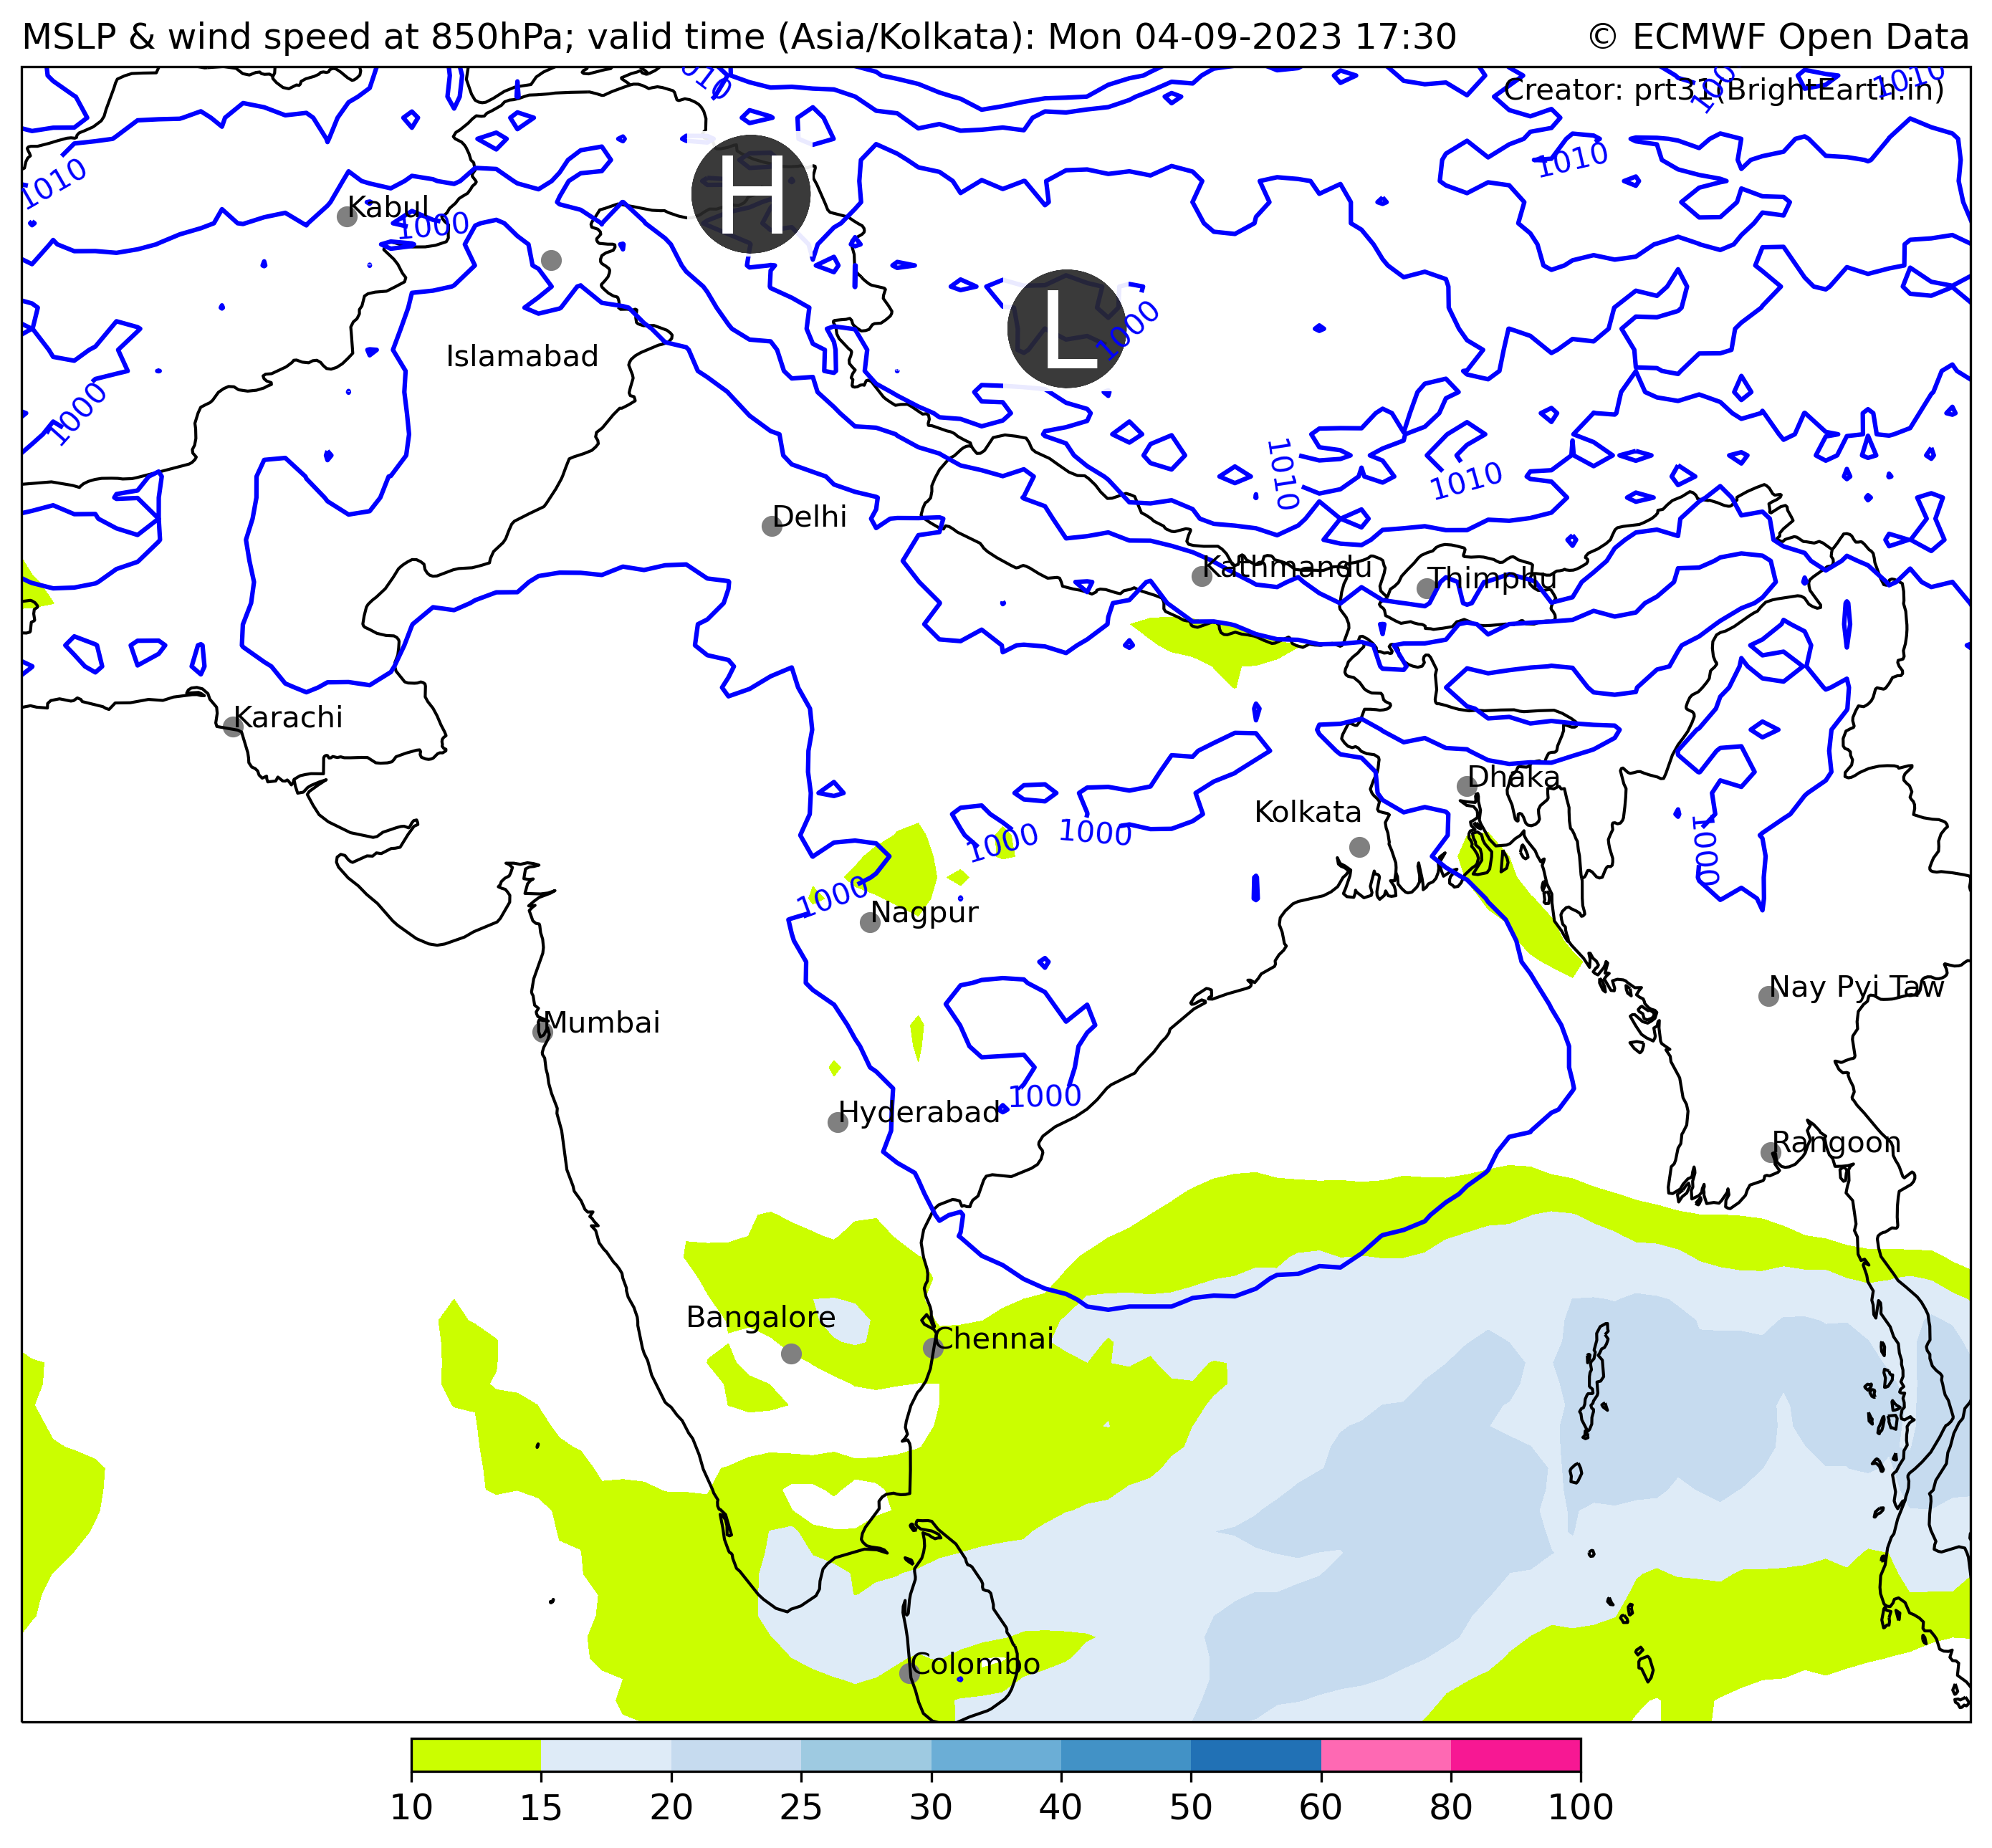 MSLP & wind speed at 850hPa; valid time (Asia/Kolkata): Mon 04-09-2023 17:30
© ECMWF Open Data
1010
100
1010
Creator: prt31(BrightEarth.in)
1010
1010
H
Kabul
1000
L
1000
Islamabad
1000
1010
1010
Delhi
Kathmandu
Thimphu
Karachi
Dhaka
Kolkata
1000
1000
1000
1000
Nagpur
Nay Pyi Taw
Mumbai
1000
Hyderabad
Rangoon
Bangalore
Chennai
Colombo
10 15 20 25 30 40 50 60 80 100